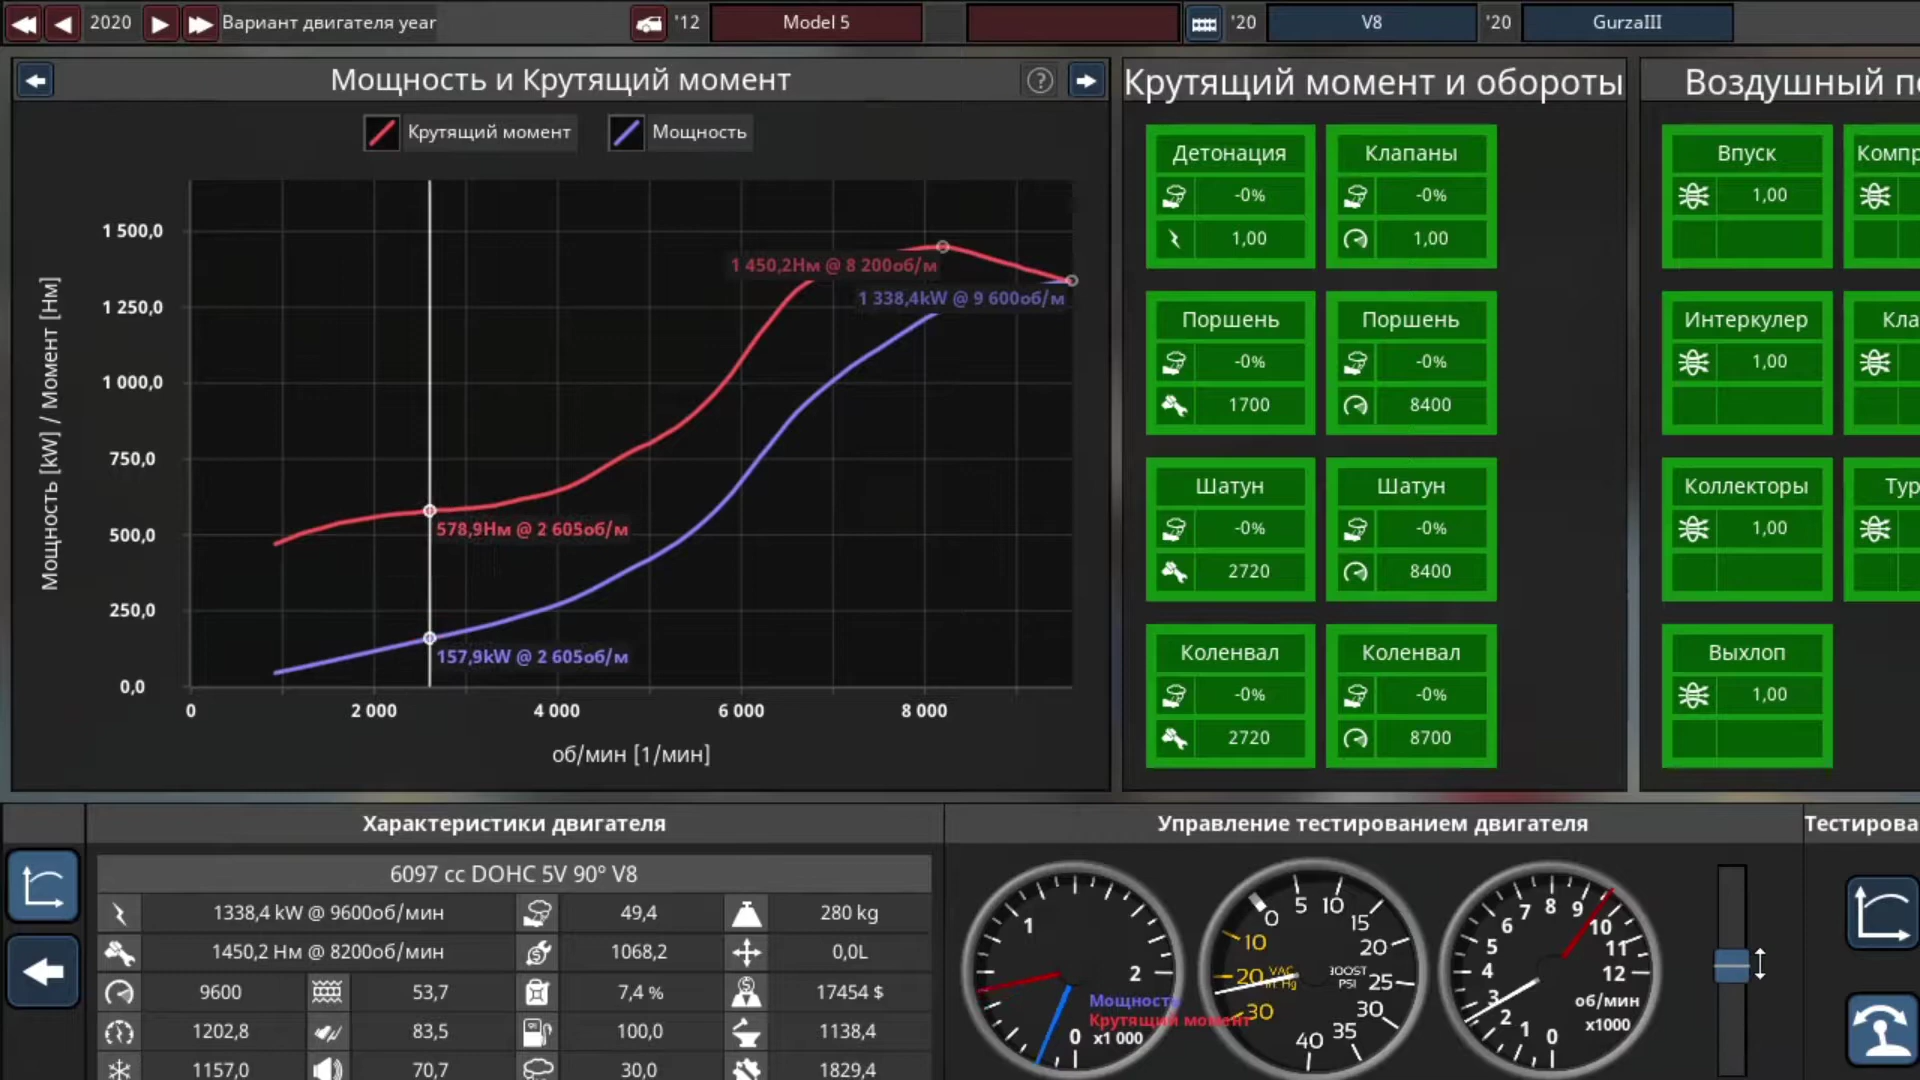 2020
Вариант двигателя year
'12
Model 5
'20
V8
'20
GurzaIII
Мощность и Крутящий момент
?
Крутящий момент
Мощность
Мощность [kW] / Момент [Нм]
1 500,0
1 250,0
1 000,0
750,0
500,0
250,0
0,0
1 450,2Нм @ 8 200об/м
1 338,4kW @ 9 600об/м
578,9Нм @ 2 605об/м
157,9kW @ 2 605об/м
0
2 000
4 000
6 000
8 000
об/мин [1/мин]
Крутящий момент и обороты
Детонация
-0%
1,00
Клапаны
-0%
1,00
Поршень
-0%
1700
Поршень
-0%
8400
Шатун
-0%
2720
Шатун
-0%
8400
Коленвал
-0%
2720
Коленвал
-0%
8700
Воздушный по
Впуск
1,00
Компр
Интеркулер
1,00
Кла
Коллекторы
1,00
Тур
Выхлоп
1,00
Характеристики двигателя
6097 cc DOHC 5V 90° V8
1338,4 kW @ 9600об/мин
49,4
280 kg
1450,2 Нм @ 8200об/мин
1068,2
0,0L
9600
53,7
7,4 %
17454 $
1202,8
83,5
100,0
1138,4
1157,0
70,7
30,0
1829,4
Управление тестированием двигателя
1
2
0
x1 000
Мощность
Крутящий момент
0 5 10 15 20 25 30 35 40
10 20 30
VAC
In Hg
BOOST
PSI
0 1 2 3 4 5 6 7 8 9 10 11 12
об/мин
x1000
Тестирова